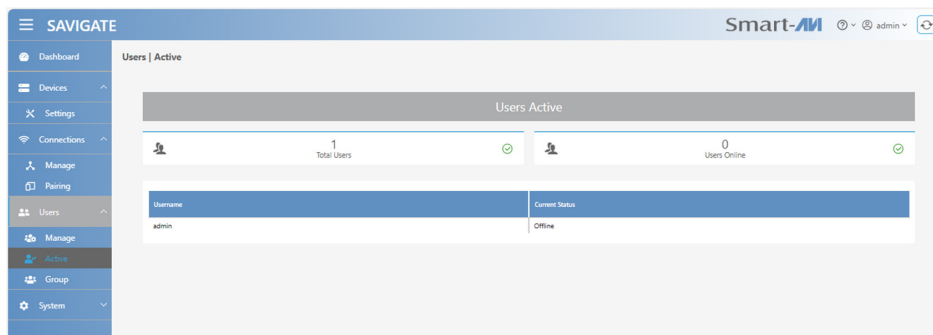 SAVIGATE
Smart-AVI
admin
Dashboard
Users | Active
Devices
Users Active
Settings
Connections
1
Total Users
0
Users Online
Manage
Pairing
Username
Current Status
Users
admin
Offline
Manage
Active
Group
System